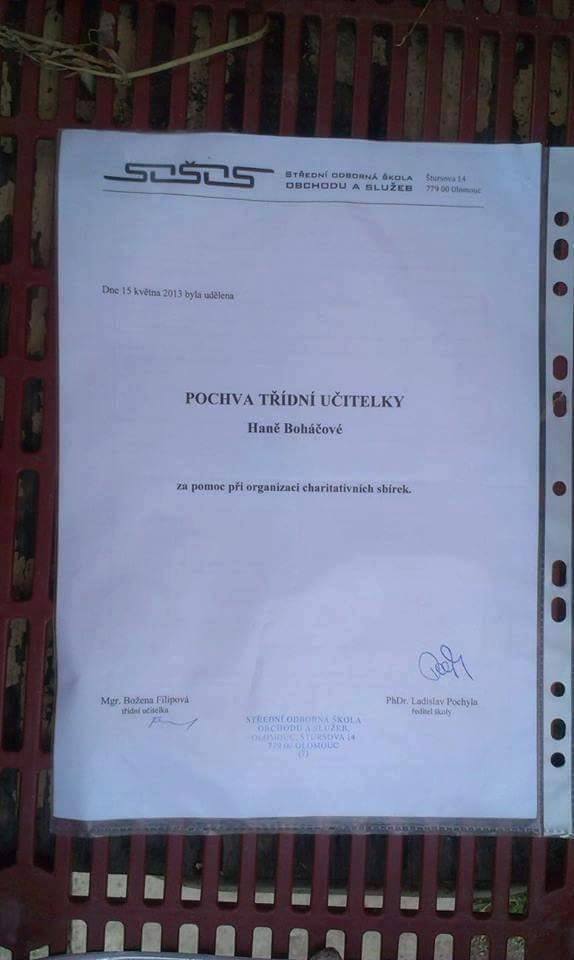 SOŠOS
STŘEDNÍ ODBORNÁ ŠKOLA
OBCHODU A SLUŽEB
Štursova 14
779 00 Olomouc
Dne 15 května 2013 byla udělena
POCHVA TŘÍDNÍ UČITELKY
Haně Boháčové
za pomoc při organizaci charitativních sbírek.
Mgr. Božena Filipová
třídní učitelka
PhDr. Ladislav Pochyla
ředitel školy
STŘEDNÍ ODBORNÁ ŠKOLA
OBCHODU A SLUŽEB,
OLOMOUC, ŠTURSOVA 14
779 00 OLOMOUC
(7)